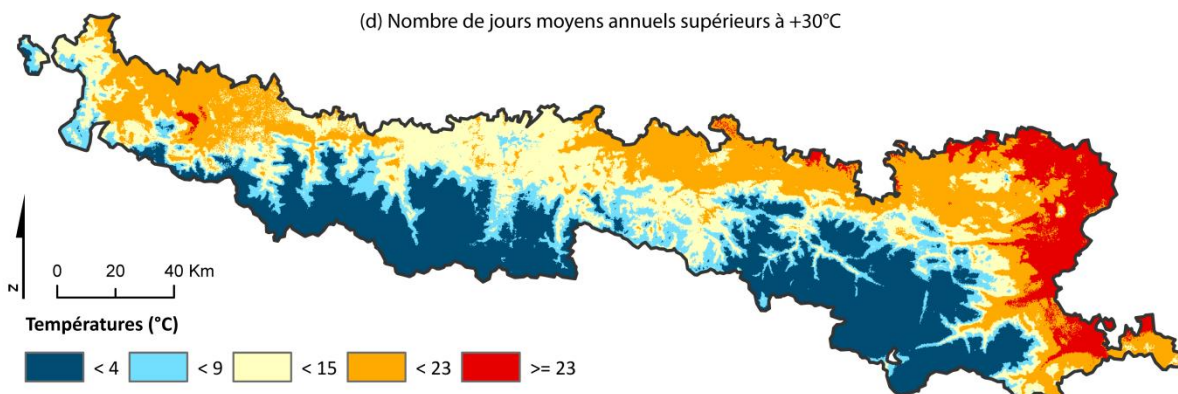 (d) Nombre de jours moyens annuels supérieurs à +30°C
N
0 20 40 Km
Températures (°C)
< 4 < 9 < 15 < 23 >= 23